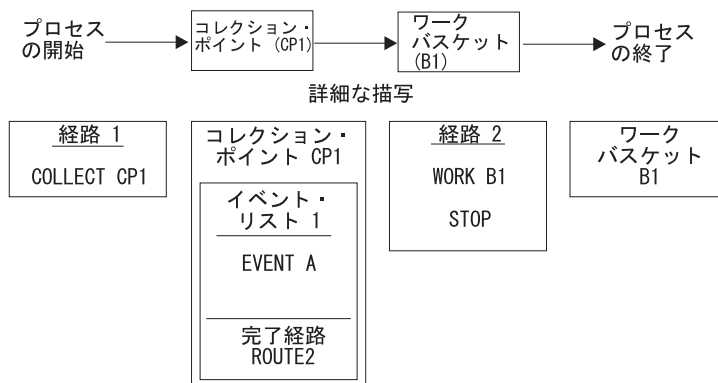 プロセス
の開始
コレクション・
ポイント (CP1)
ワーク
バスケット
(B1)
プロセス
の終了
詳細な描写
経路 1
COLLECT CP1
コレクション・
ポイント CP1
イベント・
リスト 1
EVENT A
完了経路
ROUTE2
経路 2
WORK B1
STOP
ワーク
バスケット
B1